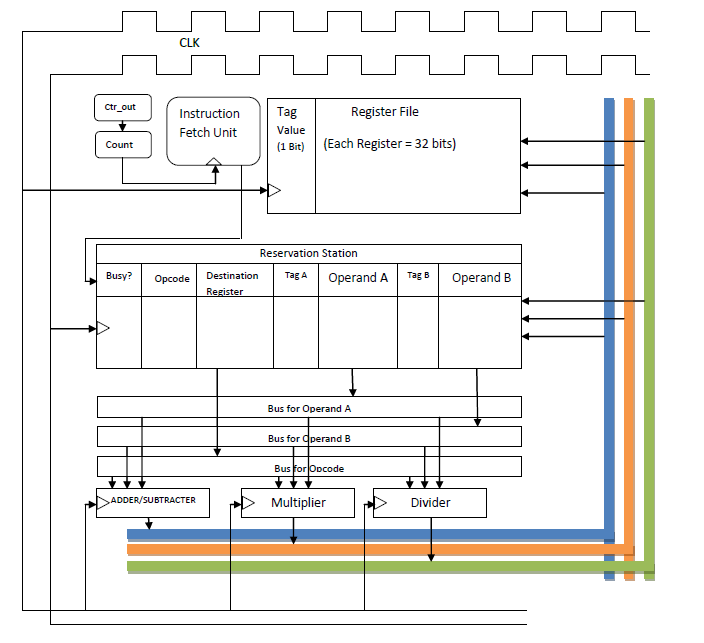 CLK
Ctr_out
Count
Instruction
Fetch Unit
Tag
Value
(1 Bit)
Register File
(Each Register = 32 bits)
Reservation Station
Busy?
Opcode
Destination
Register
Tag A
Operand A
Tag B
Operand B
Bus for Operand A
Bus for Operand B
Bus for Opcode
ADDER/SUBTRACTER
Multiplier
Divider